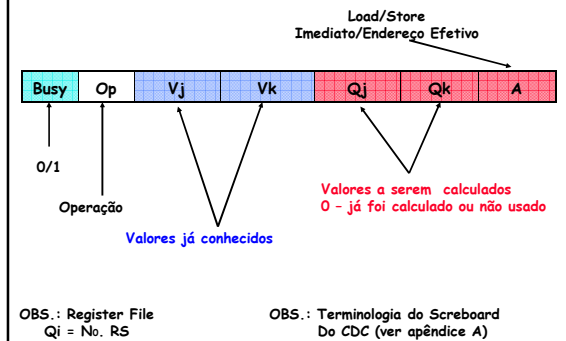 Load/Store
Imediato/Endereço Efetivo
Busy Op Vj Vk Qj Qk A
0/1
Operação
Valores já conhecidos
Valores a serem calculados
0 - já foi calculado ou não usado
OBS.: Register File
Qi = No. RS
OBS.: Terminologia do Screboard
Do CDC (ver apêndice A)